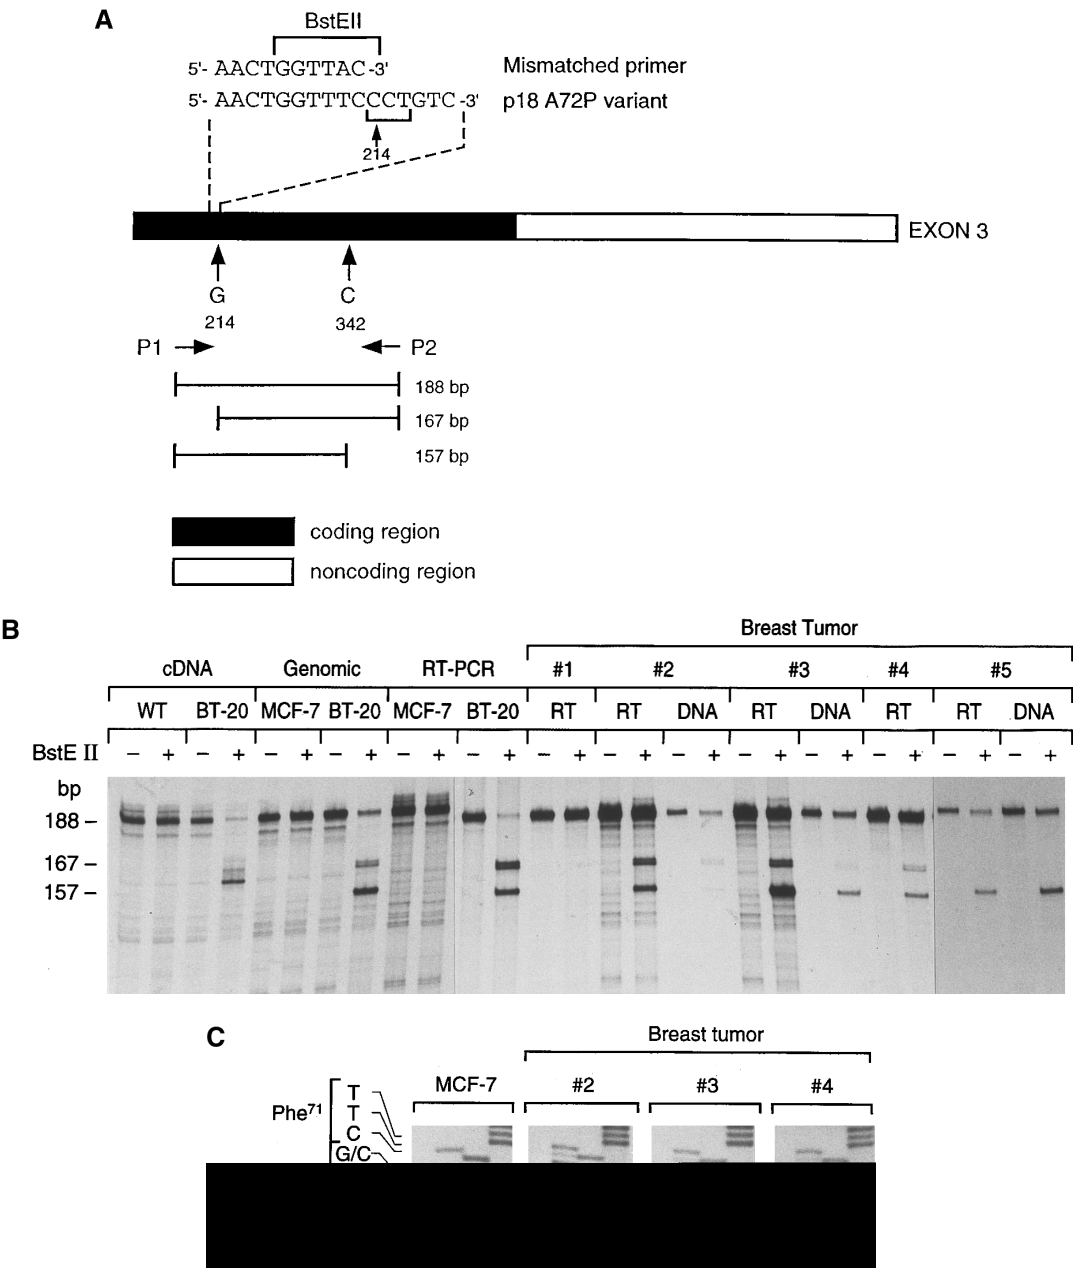 A
BstEII
5'- AACTGGTTAC -3' Mismatched primer
5'- AACTGGTTTCCCCTGTC -3' p18 A72P variant
214
EXON 3
G C
214 342
P1 P2
188 bp
167 bp
157 bp
coding region
noncoding region
B
Breast Tumor
cDNA Genomic RT-PCR #1 #2 #3 #4 #5
WT BT-20 MCF-7 BT-20 MCF-7 BT-20 RT RT DNA RT DNA RT RT DNA
BstE II − + − + − + − + − + − + − + − + − + − + − + − + − + − +
bp
188 −
167 −
157 −
C
Breast tumor
MCF-7 #2 #3 #4
Phe71
T
T
C
G/C